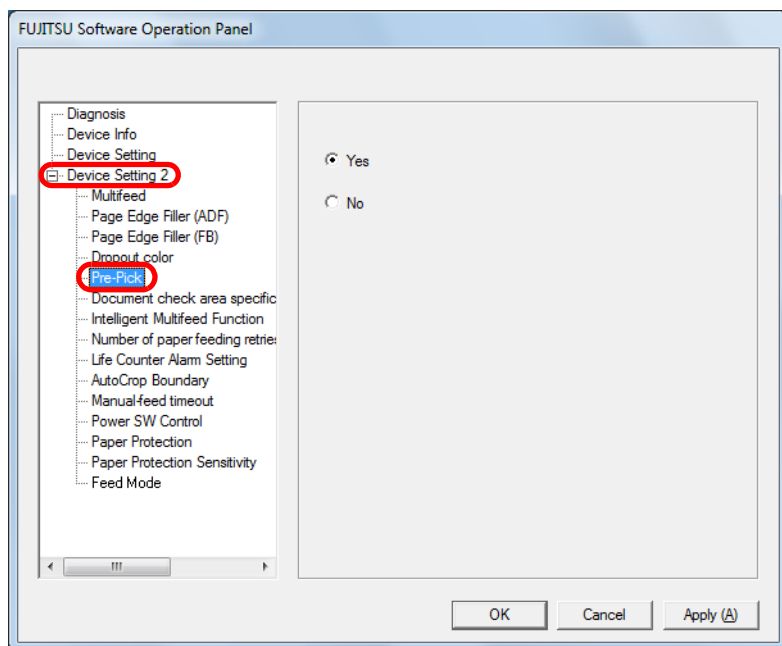 FUJITSU Software Operation Panel
Diagnosis
Device Info
Device Setting
Device Setting 2
Multifeed
Page Edge Filler (ADF)
Page Edge Filler (FB)
Dropout color
Pre-Pick
Document check area specific
Intelligent Multifeed Function
Number of paper feeding retries
Life Counter Alarm Setting
AutoCrop Boundary
Manual-feed timeout
Power SW Control
Paper Protection
Paper Protection Sensitivity
Feed Mode
Yes
No
OK Cancel Apply (A)